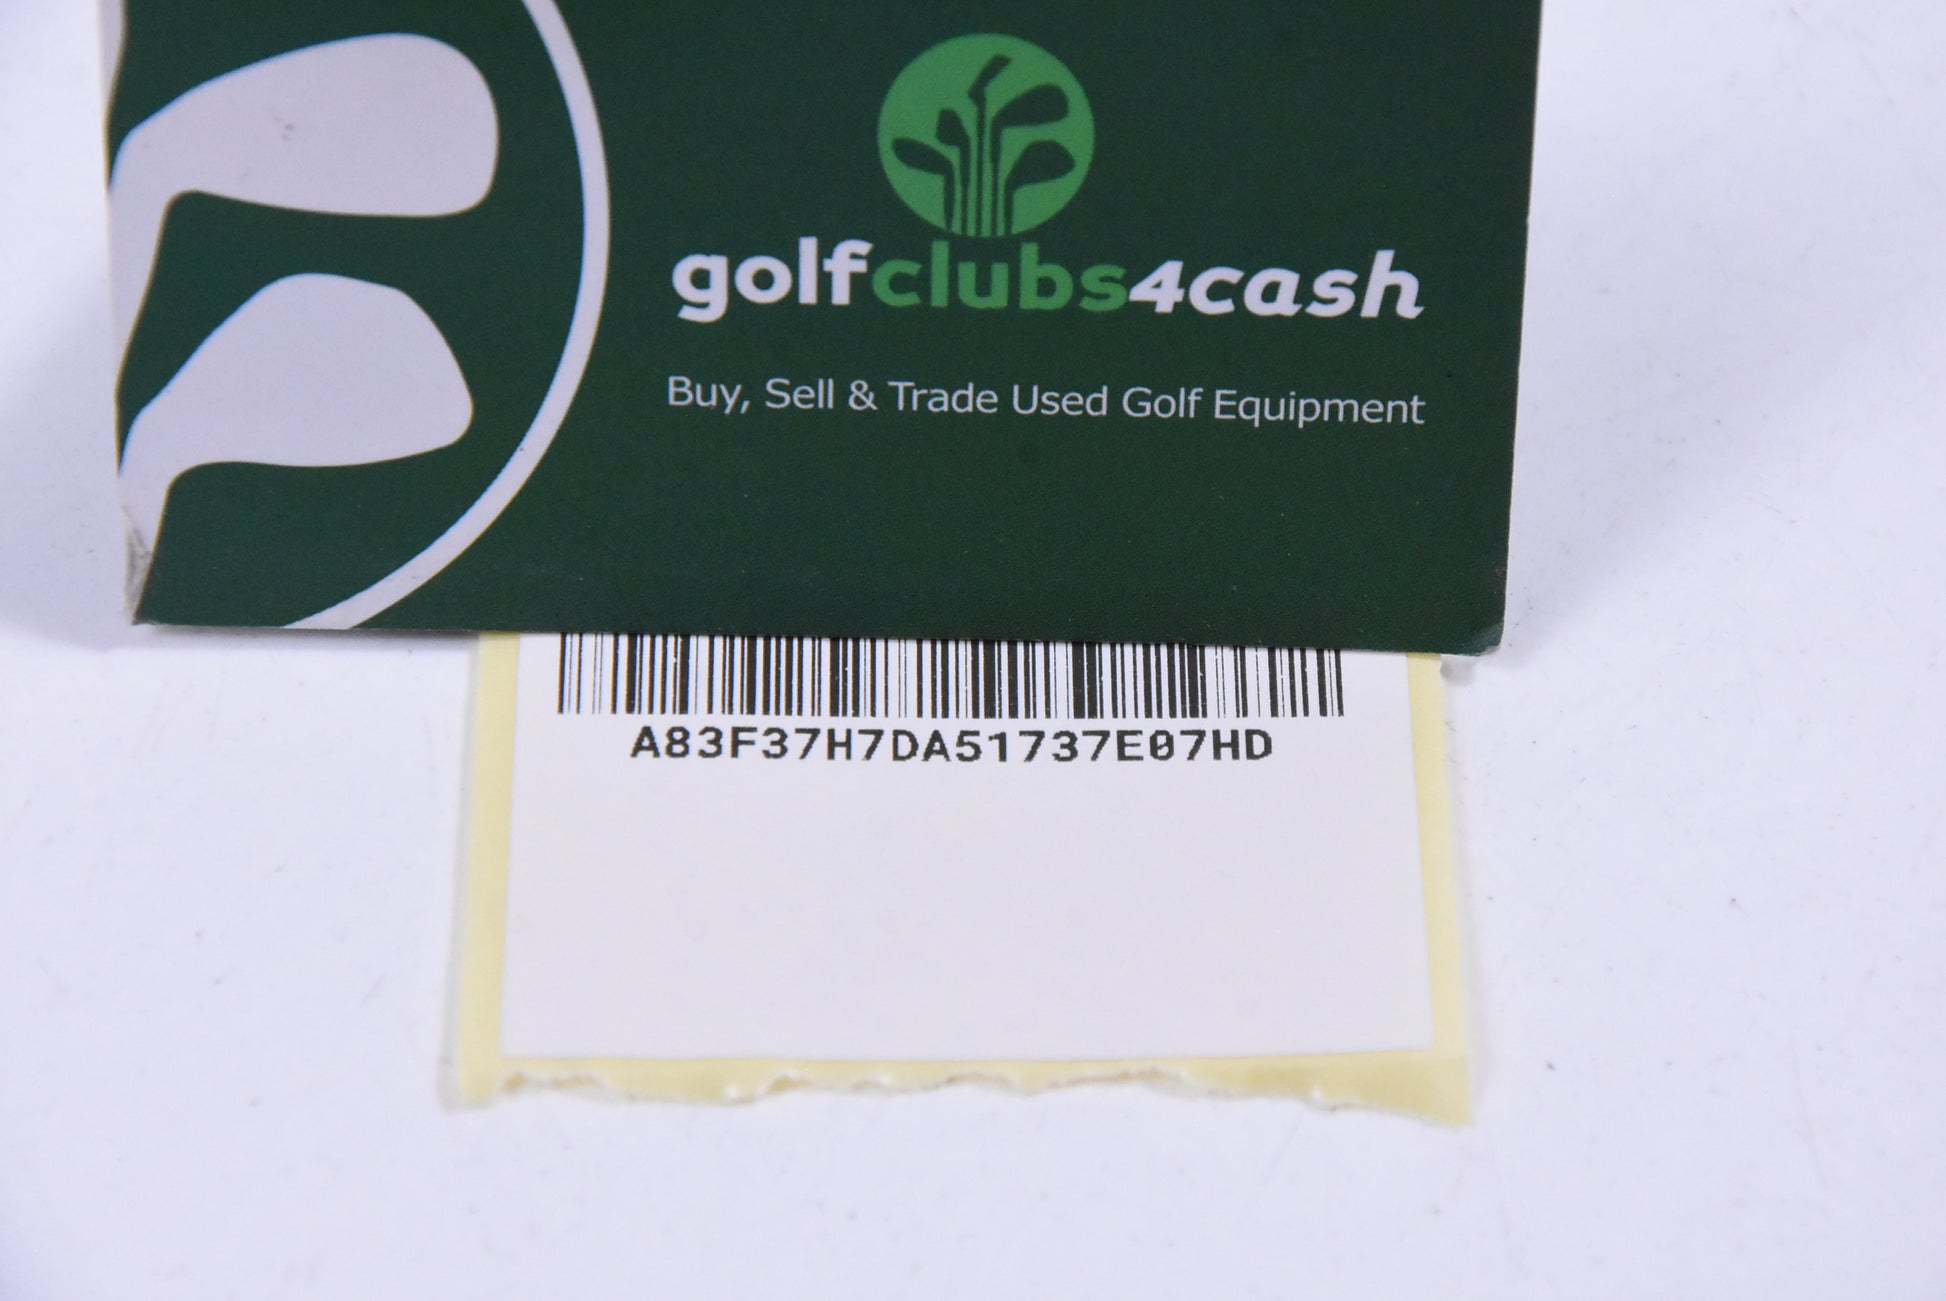 golfclubs4cash
Buy, Sell & Trade Used Golf Equipment
A83F37H7DA51737E07HD